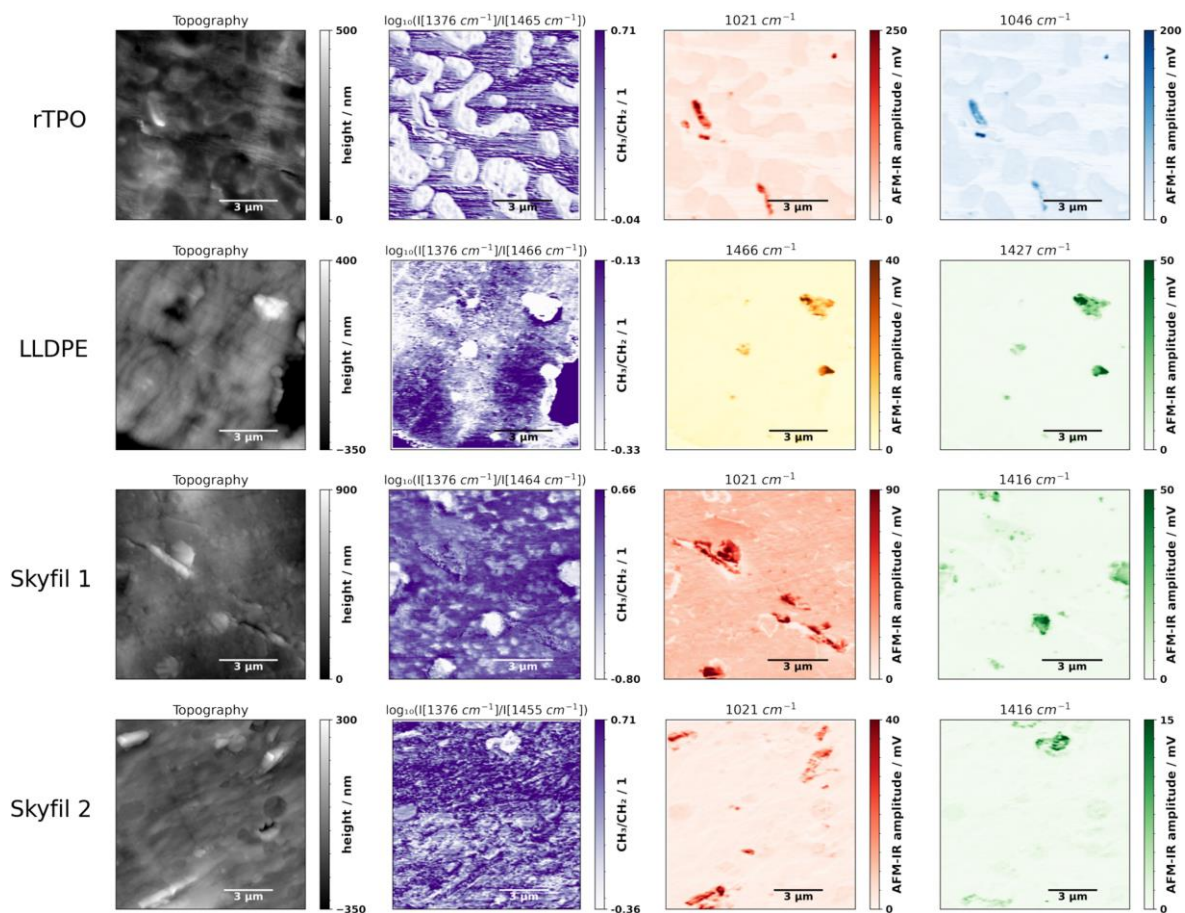 Topography
log₁₀(I[1376 cm⁻¹]/I[1465 cm⁻¹])
1021 cm⁻¹
1046 cm⁻¹
rTPO
500
height / nm
0
0.71
CH₃/CH₂ / 1
-0.04
250
AFM-IR amplitude / mV
0
200
AFM-IR amplitude / mV
0
3 µm
3 µm
3 µm
3 µm
Topography
log₁₀(I[1376 cm⁻¹]/I[1466 cm⁻¹])
1466 cm⁻¹
1427 cm⁻¹
LLDPE
400
height / nm
−350
-0.13
CH₃/CH₂ / 1
-0.33
40
AFM-IR amplitude / mV
0
50
AFM-IR amplitude / mV
0
3 µm
3 µm
3 µm
3 µm
Topography
log₁₀(I[1376 cm⁻¹]/I[1464 cm⁻¹])
1021 cm⁻¹
1416 cm⁻¹
Skyfil 1
900
height / nm
0
0.66
CH₃/CH₂ / 1
-0.80
90
AFM-IR amplitude / mV
0
50
AFM-IR amplitude / mV
0
3 µm
3 µm
3 µm
3 µm
Topography
log₁₀(I[1376 cm⁻¹]/I[1455 cm⁻¹])
1021 cm⁻¹
1416 cm⁻¹
Skyfil 2
300
height / nm
−350
0.71
CH₃/CH₂ / 1
-0.36
40
AFM-IR amplitude / mV
0
15
AFM-IR amplitude / mV
0
3 µm
3 µm
3 µm
3 µm